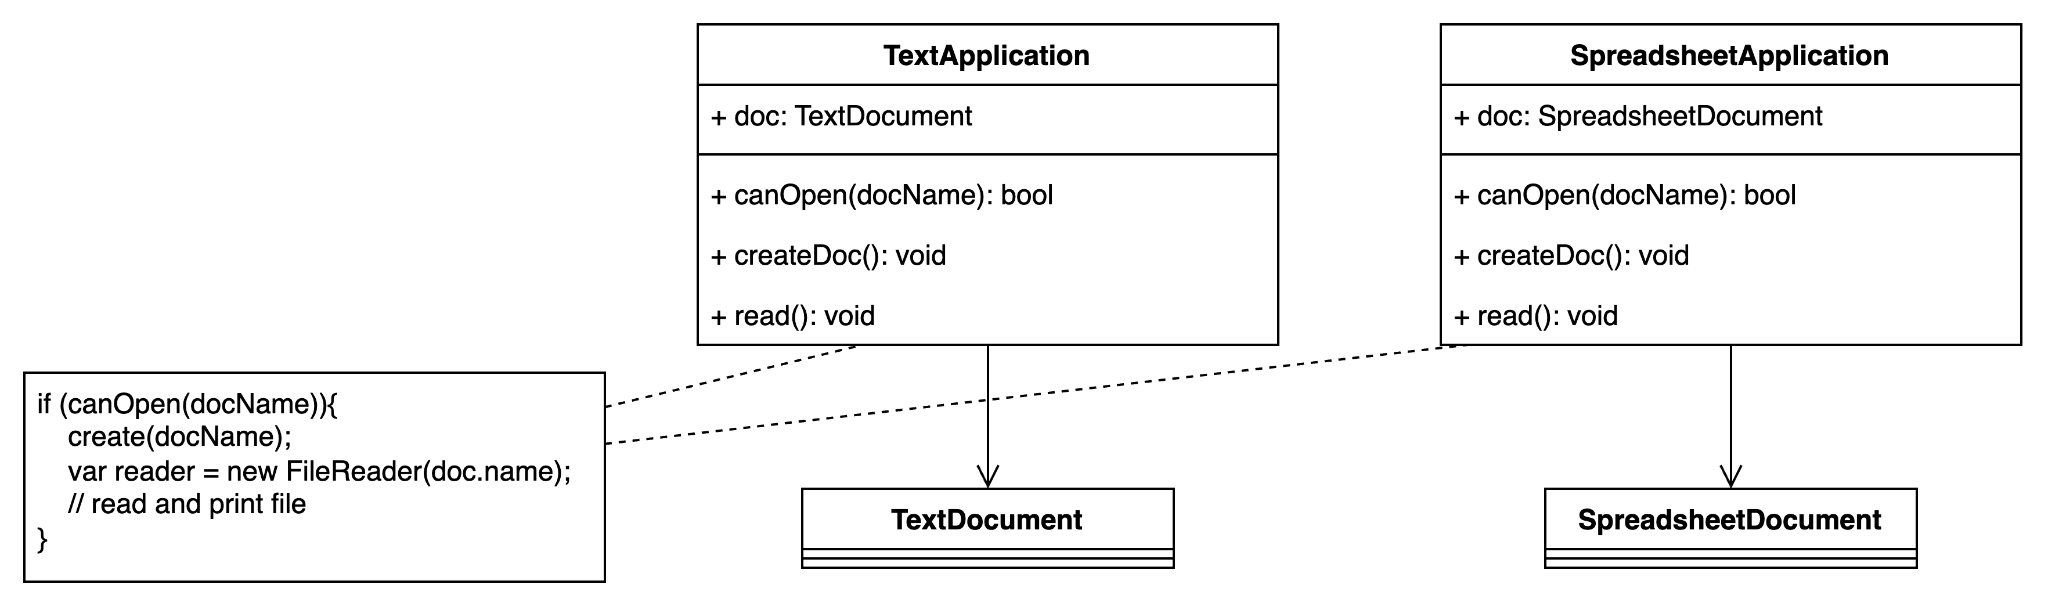 TextApplication
+ doc: TextDocument
+ canOpen(docName): bool
+ createDoc(): void
+ read(): void
SpreadsheetApplication
+ doc: SpreadsheetDocument
+ canOpen(docName): bool
+ createDoc(): void
+ read(): void
if (canOpen(docName)){
create(docName);
var reader = new FileReader(doc.name);
// read and print file
}
TextDocument
SpreadsheetDocument